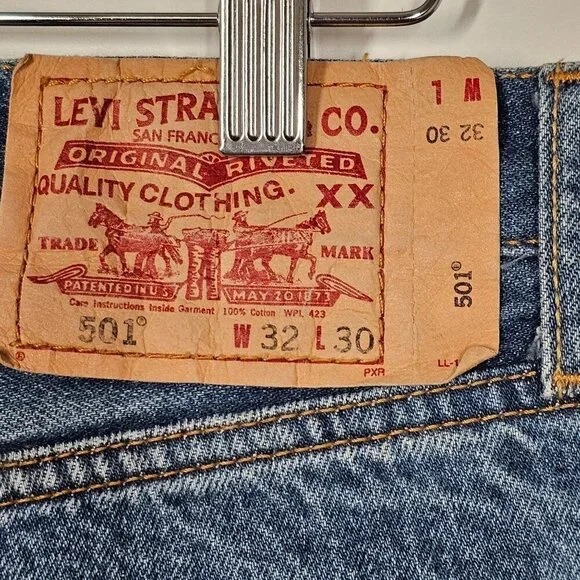 LEVI STRA & CO.
SAN FRANC
ORIGINAL RIVETED
QUALITY CLOTHING. XX
TRADE MARK
PATENTED IN U.S. MAY 20 1873
Care Instructions Inside Garment 100% Cotton WPL 423
501® W 32 L 30
®
PXR LL-1
W L
32 30
501®